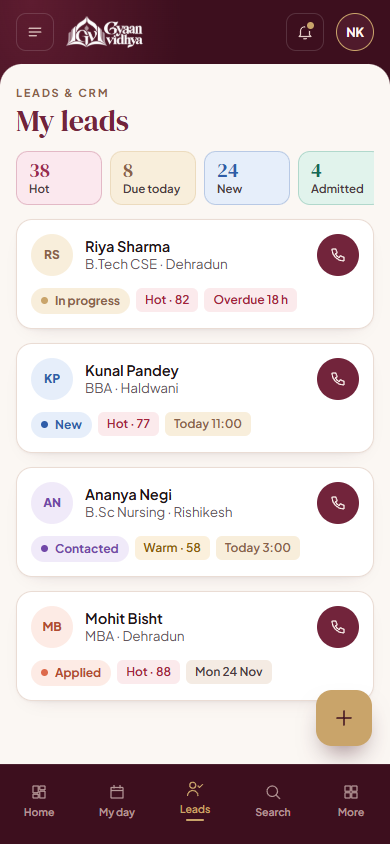 Gyaan
vidhya
NK
LEADS & CRM
My leads
38
Hot
8
Due today
24
New
4
Admitted
RS
Riya Sharma
B.Tech CSE · Dehradun
In progress
Hot · 82
Overdue 18 h
KP
Kunal Pandey
BBA · Haldwani
New
Hot · 77
Today 11:00
AN
Ananya Negi
B.Sc Nursing · Rishikesh
Contacted
Warm · 58
Today 3:00
MB
Mohit Bisht
MBA · Dehradun
Applied
Hot · 88
Mon 24 Nov
Home
My day
Leads
Search
More